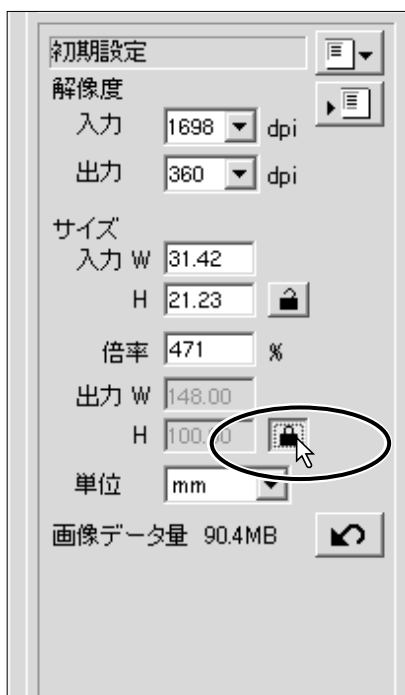 初期設定
解像度
入力 1698 dpi
出力 360 dpi
サイズ
入力 W 31.42
H 21.23
倍率 471 %
出力 W 148.00
H 100.00
単位 mm
画像データ量 90.4MB